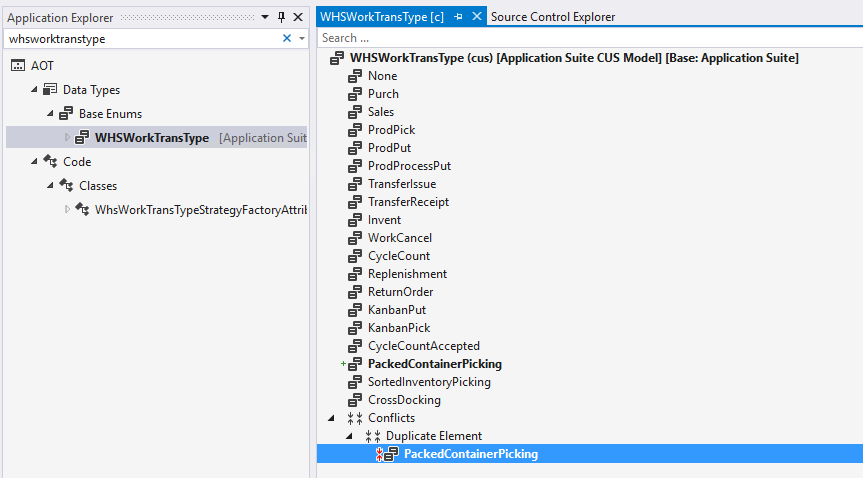 Application Explorer
whsworktranstype
AOT
Data Types
Base Enums
WHSWorkTransType [Application Suit
Code
Classes
WhsWorkTransTypeStrategyFactoryAttrib
WHSWorkTransType [c]
Source Control Explorer
Search ...
WHSWorkTransType (cus) [Application Suite CUS Model] [Base: Application Suite]
None
Purch
Sales
ProdPick
ProdPut
ProdProcessPut
TransferIssue
TransferReceipt
Invent
WorkCancel
CycleCount
Replenishment
ReturnOrder
KanbanPut
KanbanPick
CycleCountAccepted
PackedContainerPicking
SortedInventoryPicking
CrossDocking
Conflicts
Duplicate Element
PackedContainerPicking